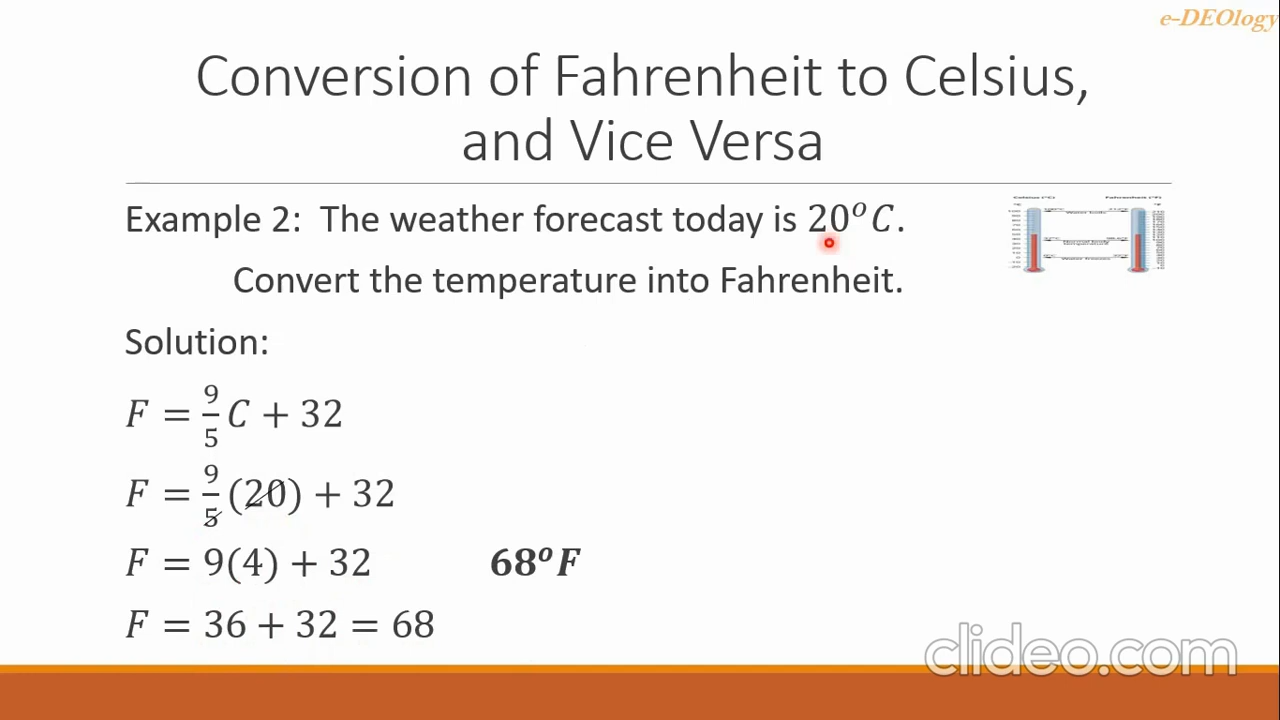 e-DEOlogy
Conversion of Fahrenheit to Celsius,
and Vice Versa
Example 2: The weather forecast today is 20°C.
Convert the temperature into Fahrenheit.
Solution:
F = 9/5 C + 32
F = 9/5 (20) + 32
F = 9(4) + 32 68°F
F = 36 + 32 = 68
clideo.com